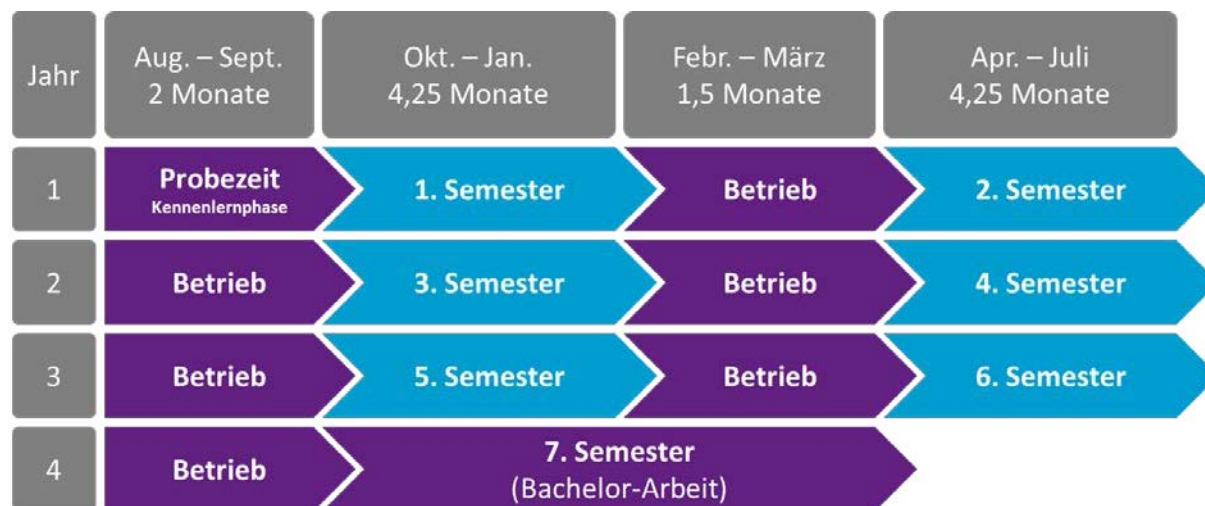 Jahr
Aug. – Sept.
2 Monate
Okt. – Jan.
4,25 Monate
Febr. – März
1,5 Monate
Apr. – Juli
4,25 Monate
1
Probezeit
Kennenlernphase
1. Semester
Betrieb
2. Semester
2
Betrieb
3. Semester
Betrieb
4. Semester
3
Betrieb
5. Semester
Betrieb
6. Semester
4
Betrieb
7. Semester
(Bachelor-Arbeit)